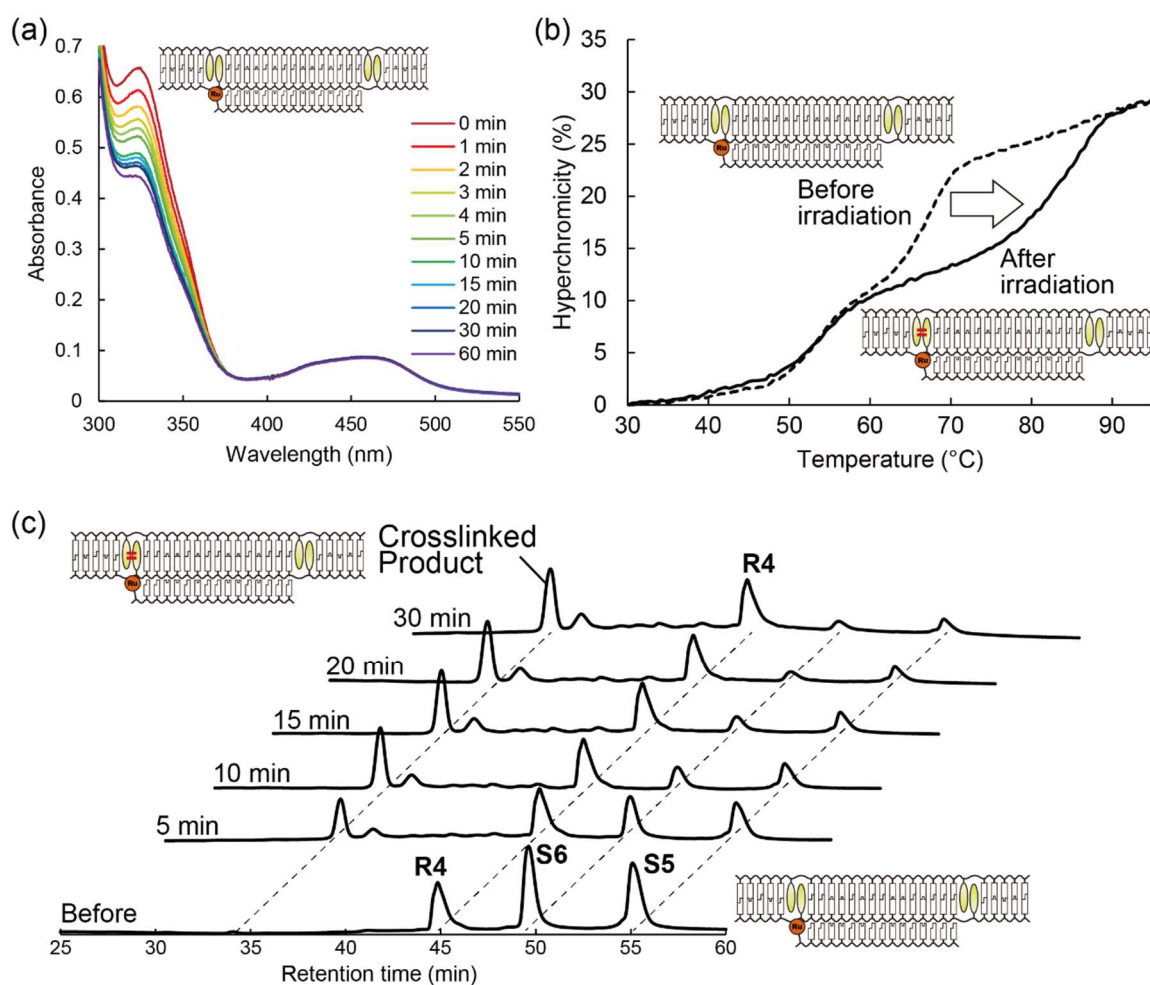 (a)
0.7
0.6
0.5
0.4
0.3
0.2
0.1
0
Absorbance
300
350
400
450
500
550
Wavelength (nm)
Ru
0 min
1 min
2 min
3 min
4 min
5 min
10 min
15 min
20 min
30 min
60 min
(b)
35
30
25
20
15
10
5
0
Hyperchromicity (%)
30
40
50
60
70
80
90
Temperature (°C)
Ru
Before
irradiation
After
irradiation
Ru
(c)
Ru
Crosslinked
Product
R4
30 min
20 min
15 min
10 min
5 min
Before
R4
S6
S5
Ru
25
30
35
40
45
50
55
60
Retention time (min)